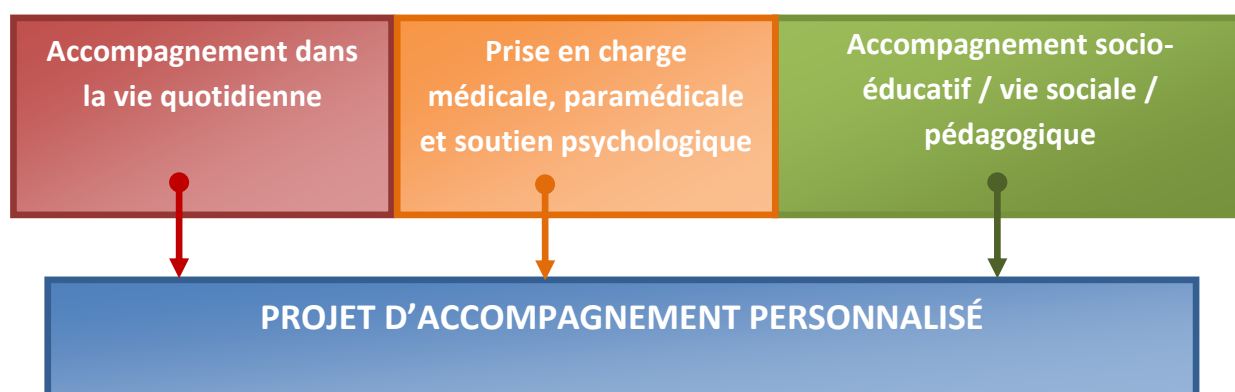 Accompagnement dans
la vie quotidienne
Prise en charge
médicale, paramédicale
et soutien psychologique
Accompagnement socio-
éducatif / vie sociale /
pédagogique
PROJET D’ACCOMPAGNEMENT PERSONNALISÉ